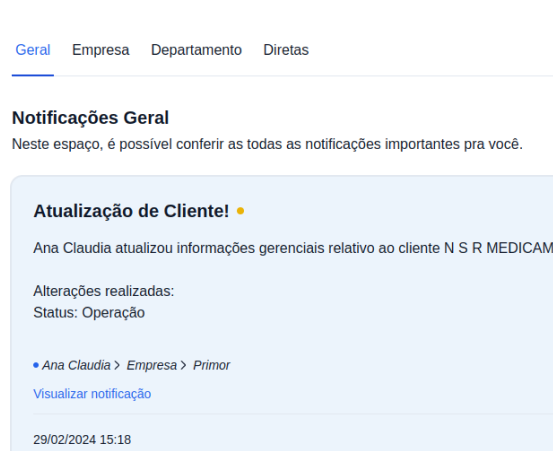 Geral Empresa Departamento Diretas
Notificações Geral
Neste espaço, é possível conferir as todas as notificações importantes pra você.
Atualização de Cliente!
Ana Claudia atualizou informações gerenciais relativo ao cliente N S R MEDICAM
Alterações realizadas:
Status: Operação
Ana Claudia > Empresa > Primor
Visualizar notificação
29/02/2024 15:18